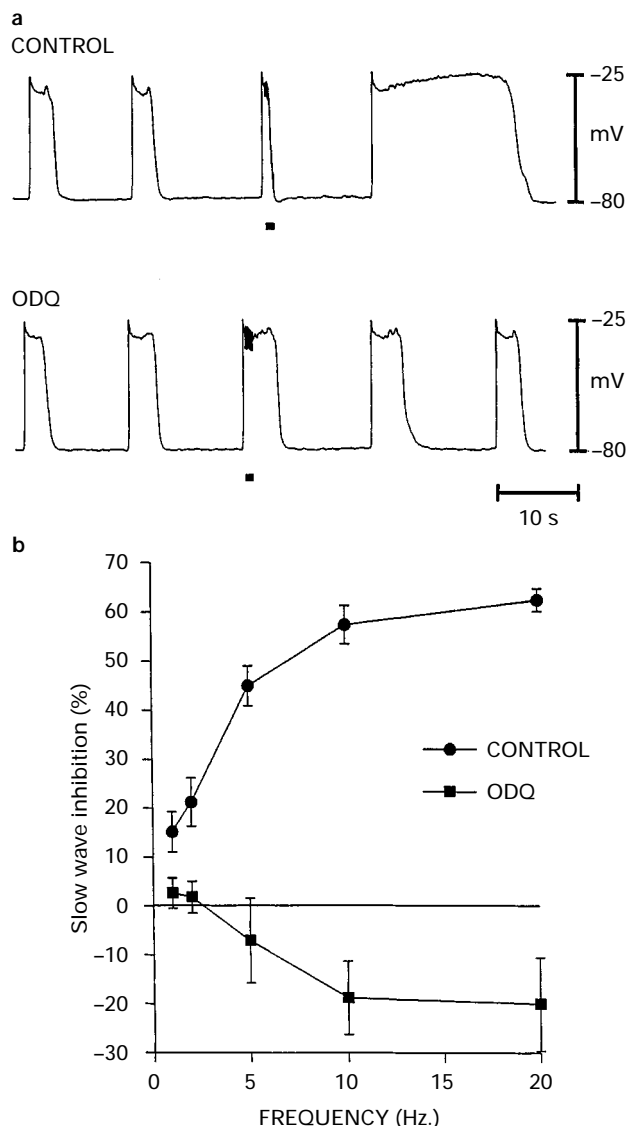 a
CONTROL
–25
mV
–80
ODQ
–25
mV
–80
10 s
b
70
60
50
40
30
20
10
0
–10
–20
–30
Slow wave inhibition (%)
CONTROL
ODQ
0
5
10
15
20
FREQUENCY (Hz.)